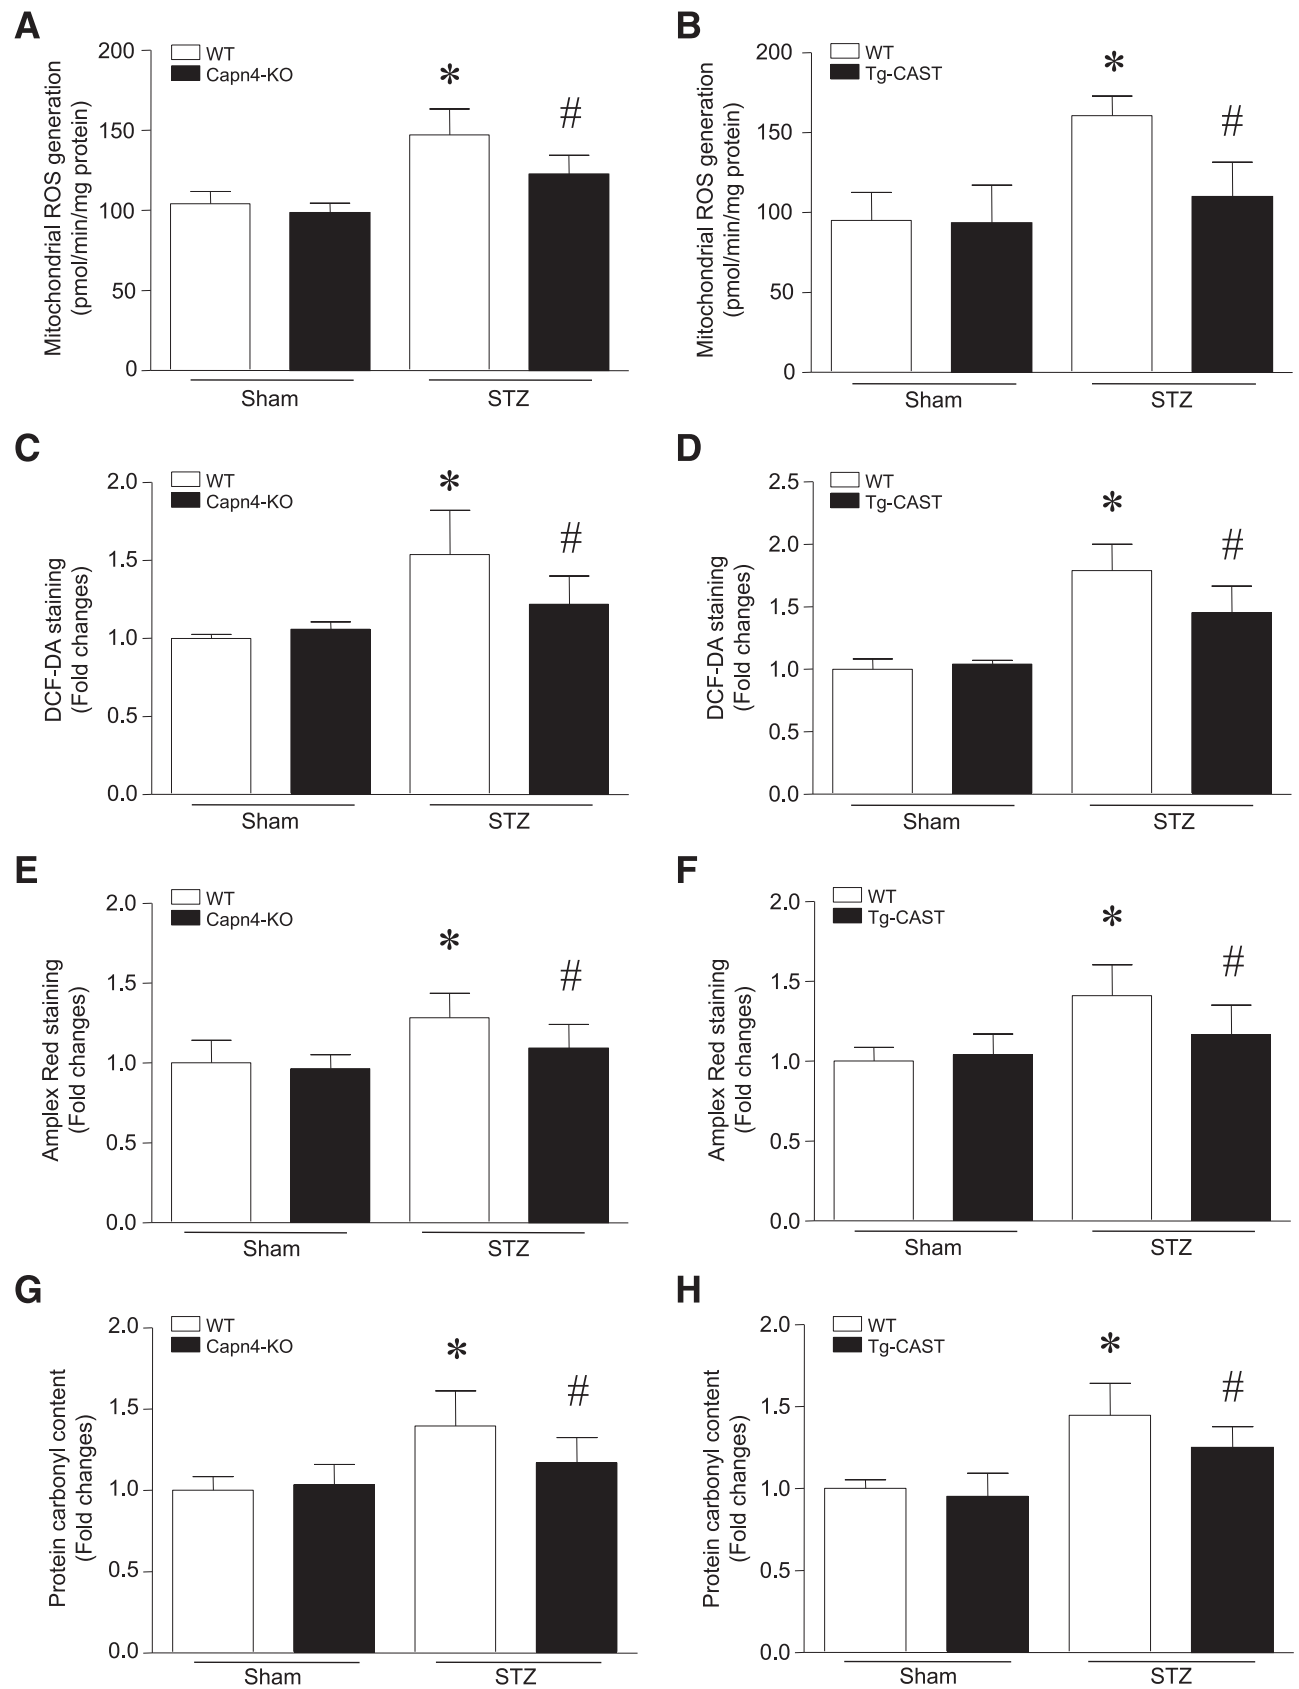 A
WT
Capn4-KO
Mitochondrial ROS generation
(pmol/min/mg protein)
200
150
100
50
0
*
#
Sham
STZ
B
WT
Tg-CAST
Mitochondrial ROS generation
(pmol/min/mg protein)
200
150
100
50
0
*
#
Sham
STZ
C
WT
Capn4-KO
DCF-DA staining
(Fold changes)
2.0
1.5
1.0
0.5
0.0
*
#
Sham
STZ
D
WT
Tg-CAST
DCF-DA staining
(Fold changes)
2.5
2.0
1.5
1.0
0.5
0.0
*
#
Sham
STZ
E
WT
Capn4-KO
Amplex Red staining
(Fold changes)
2.0
1.5
1.0
0.5
0.0
*
#
Sham
STZ
F
WT
Tg-CAST
Amplex Red staining
(Fold changes)
2.0
1.5
1.0
0.5
0.0
*
#
Sham
STZ
G
WT
Capn4-KO
Protein carbonyl content
(Fold changes)
2.0
1.5
1.0
0.5
0.0
*
#
Sham
STZ
H
WT
Tg-CAST
Protein carbonyl content
(Fold changes)
2.0
1.5
1.0
0.5
0.0
*
#
Sham
STZ